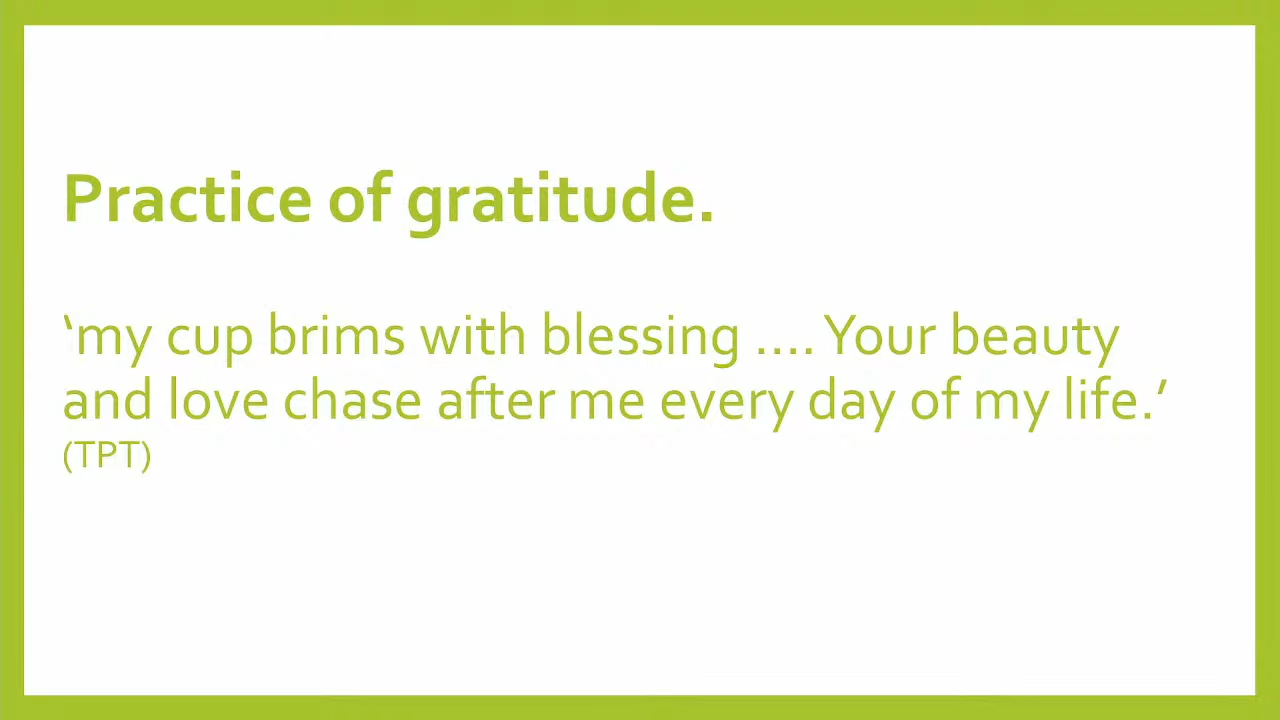 Practice of gratitude.
‘my cup brims with blessing .... Your beauty
and love chase after me every day of my life.’
(TPT)